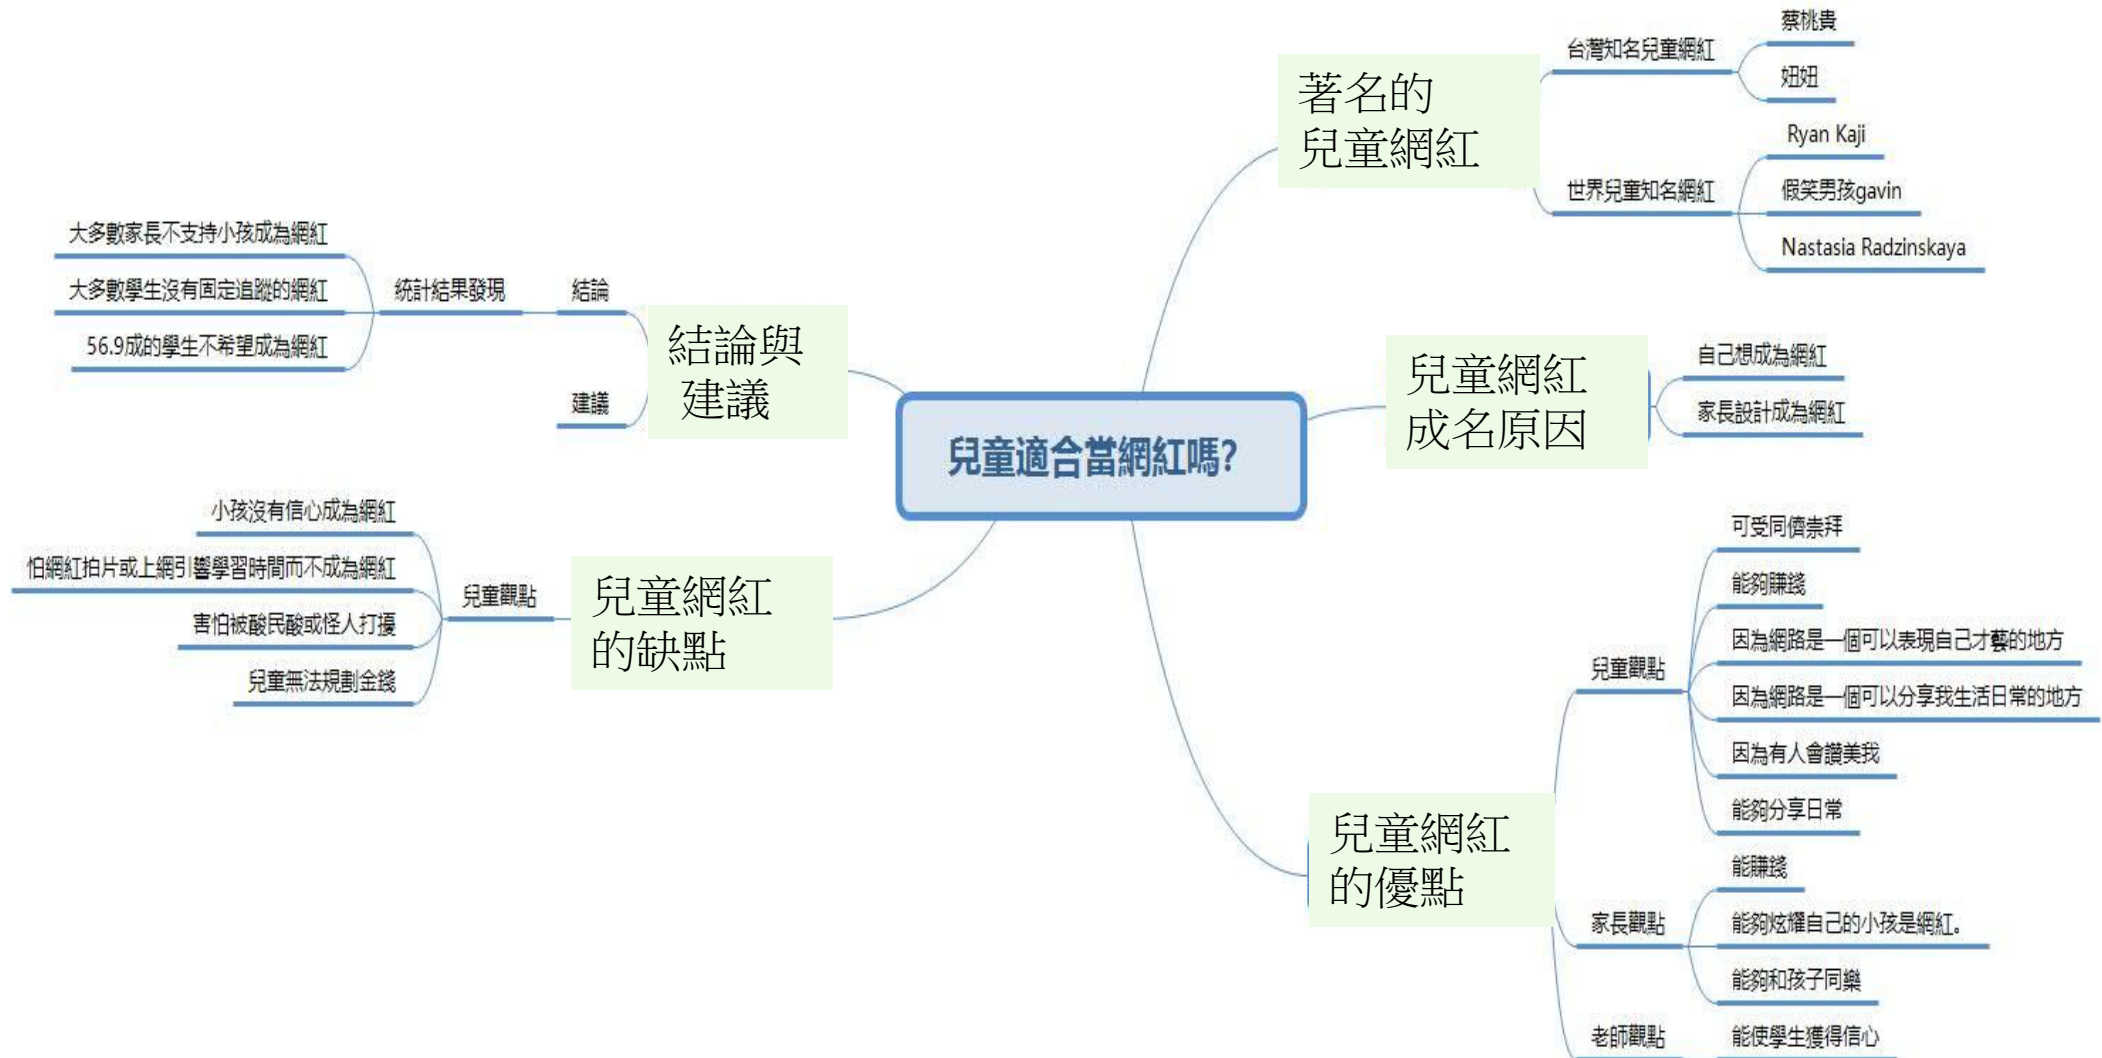 兒童適合當網紅嗎?
著名的
兒童網紅
台灣知名兒童網紅
蔡桃貴
妞妞
世界兒童知名網紅
Ryan Kaji
假笑男孩gavin
Nastasia Radzinskaya
兒童網紅
成名原因
自己想成為網紅
家長設計成為網紅
兒童網紅
的優點
兒童觀點
可受同儕崇拜
能夠賺錢
因為網路是一個可以表現自己才藝的地方
因為網路是一個可以分享我生活日常的地方
因為有人會讚美我
能夠分享日常
家長觀點
能賺錢
能夠炫耀自己的小孩是網紅。
能夠和孩子同樂
老師觀點
能使學生獲得信心
兒童網紅
的缺點
兒童觀點
小孩沒有信心成為網紅
怕網紅拍片或上網引響學習時間而不成為網紅
害怕被酸民酸或怪人打擾
兒童無法規劃金錢
結論與
建議
結論
統計結果發現
大多數家長不支持小孩成為網紅
大多數學生沒有固定追蹤的網紅
56.9成的學生不希望成為網紅
建議